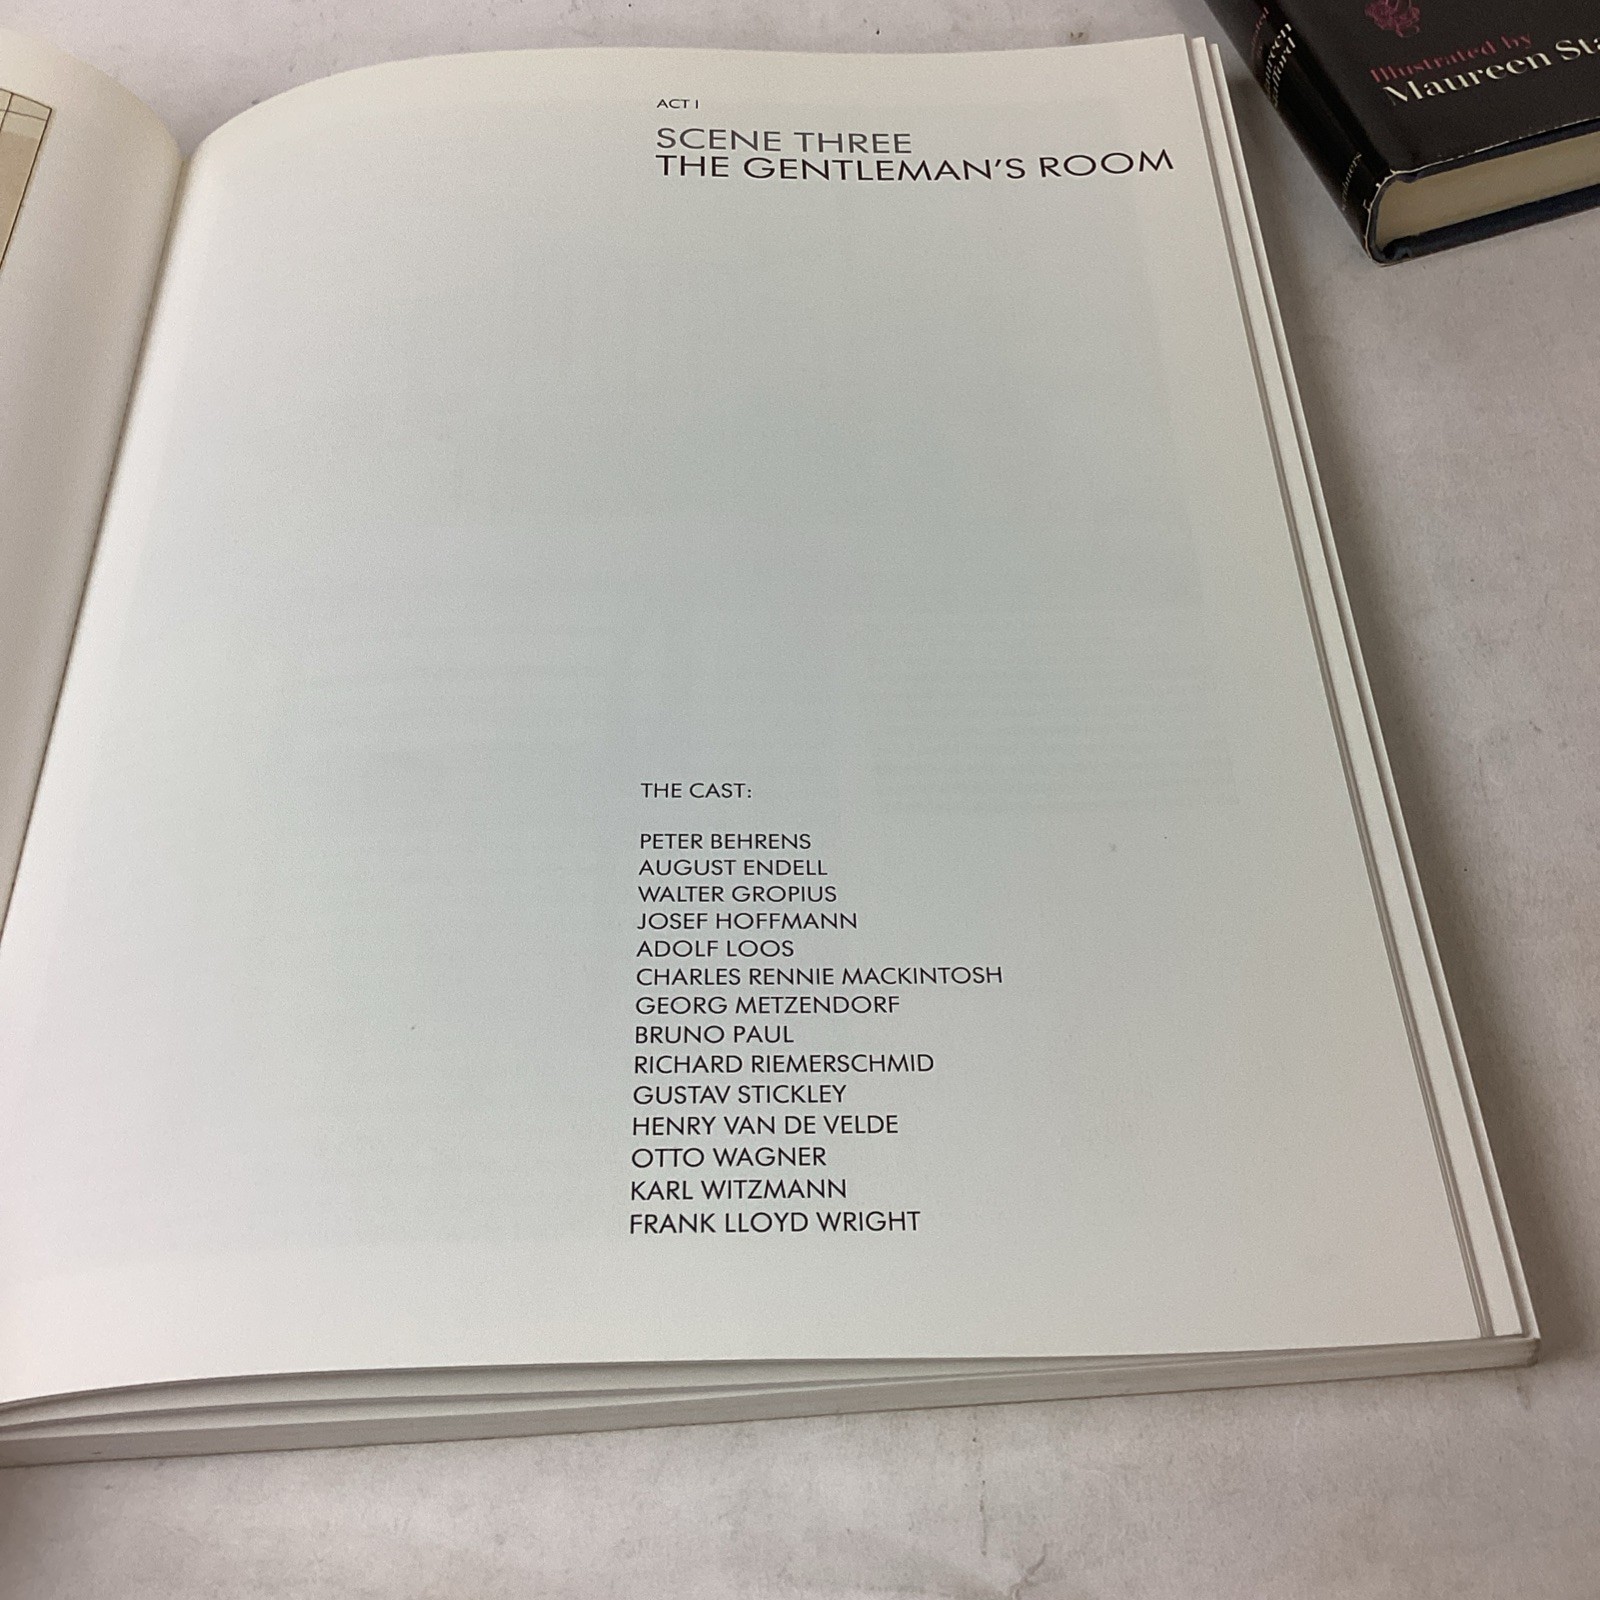 ACT I
SCENE THREE
THE GENTLEMAN'S ROOM
THE CAST:
PETER BEHRENS
AUGUST ENDELL
WALTER GROPIUS
JOSEF HOFFMANN
ADOLF LOOS
CHARLES RENNIE MACKINTOSH
GEORG METZENDORF
BRUNO PAUL
RICHARD RIEMERSCHMID
GUSTAV STICKLEY
HENRY VAN DE VELDE
OTTO WAGNER
KARL WITZMANN
FRANK LLOYD WRIGHT
Illustrated by
Maureen